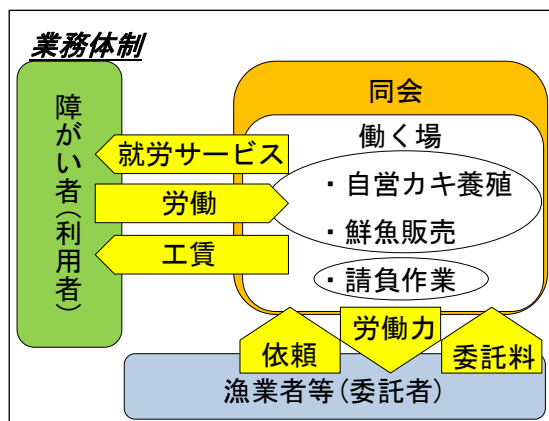 業務体制
障がい者(利用者)
同会
働く場
就労サービス
・自営カキ養殖
労働
・鮮魚販売
工賃
・請負作業
依頼
労働力
委託料
漁業者等(委託者)